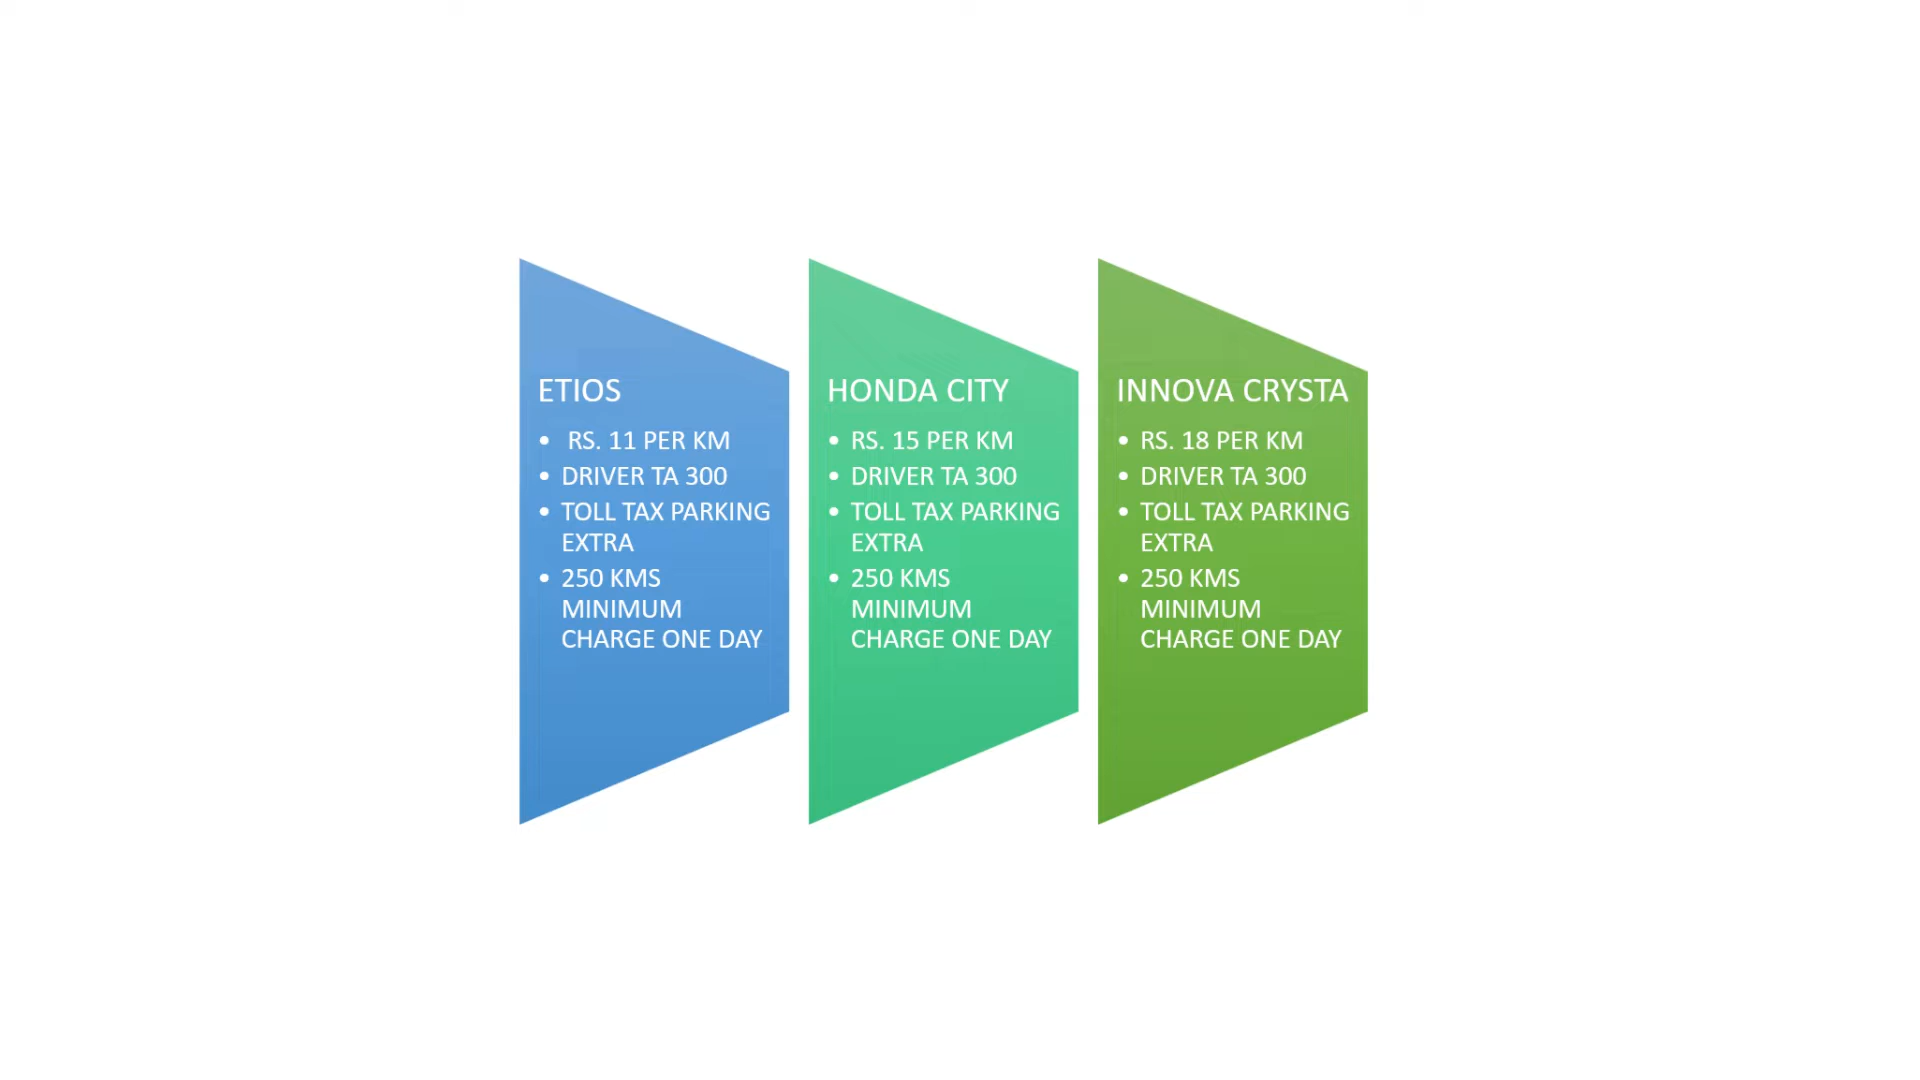 ETIOS
• RS. 11 PER KM
• DRIVER TA 300
• TOLL TAX PARKING
EXTRA
• 250 KMS
MINIMUM
CHARGE ONE DAY
HONDA CITY
• RS. 15 PER KM
• DRIVER TA 300
• TOLL TAX PARKING
EXTRA
• 250 KMS
MINIMUM
CHARGE ONE DAY
INNOVA CRYSTA
• RS. 18 PER KM
• DRIVER TA 300
• TOLL TAX PARKING
EXTRA
• 250 KMS
MINIMUM
CHARGE ONE DAY